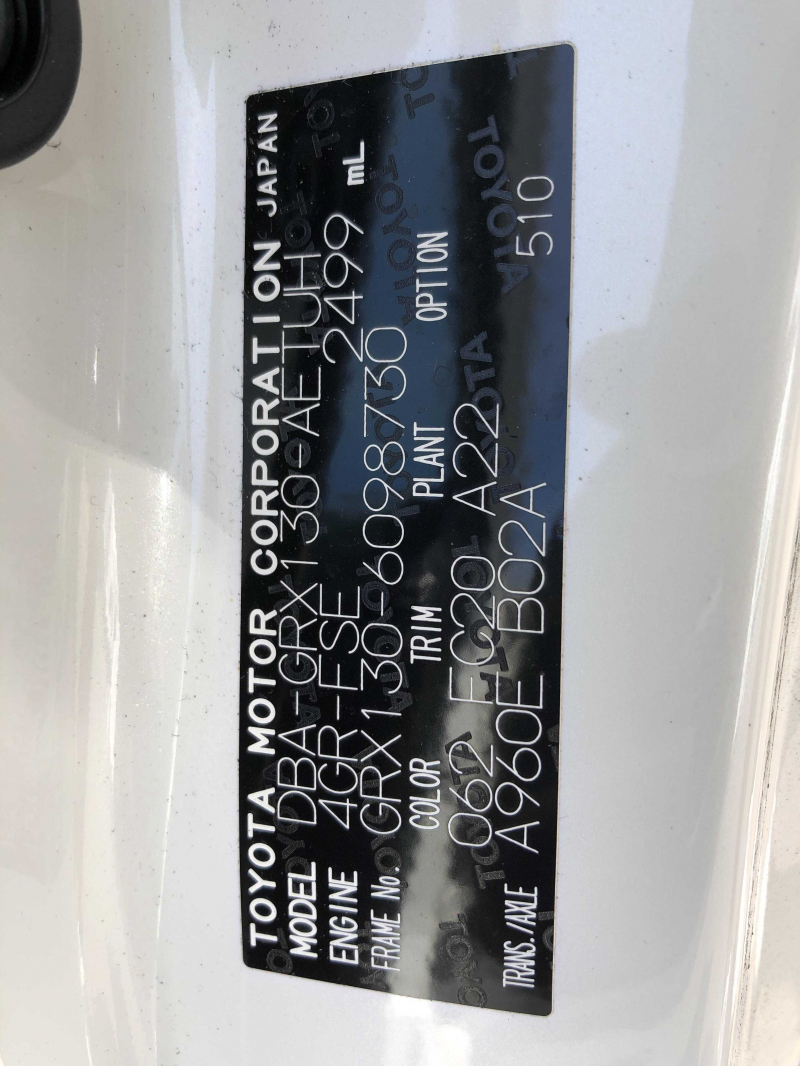 TOYOTA MOTOR CORPORATION JAPAN
MODEL DBA-GRX130-AETUH
ENGINE 4GR-FSE 2499 mL
FRAME No. GRX130-6098730
COLOR TRIM PLANT OPTION
062 FC20 A22
TRANS./AXLE A960E B02A 510